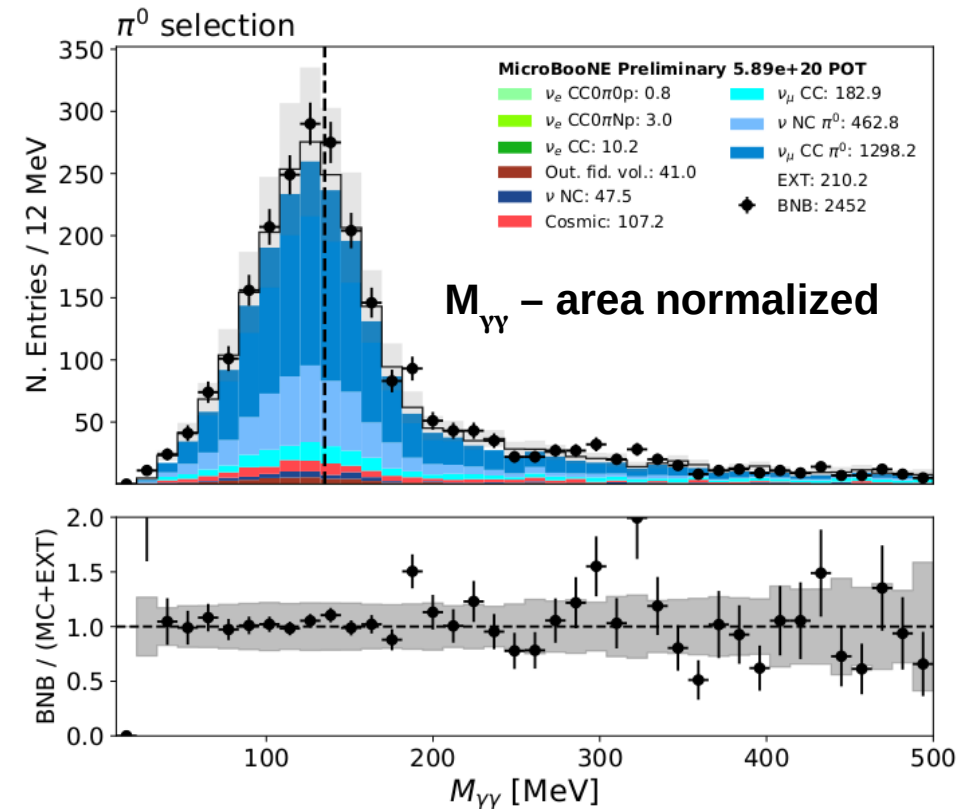 π⁰ selection
MicroBooNE Preliminary 5.89e+20 POT
νₑ CC0π0p: 0.8
νₑ CC0πNp: 3.0
νₑ CC: 10.2
Out. fid. vol.: 41.0
ν NC: 47.5
Cosmic: 107.2
ν_μ CC: 182.9
ν NC π⁰: 462.8
ν_μ CC π⁰: 1298.2
EXT: 210.2
BNB: 2452
M_γγ – area normalized
N. Entries / 12 MeV
350
300
250
200
150
100
50
BNB / (MC+EXT)
2.0
1.5
1.0
0.5
0.0
100
200
300
400
500
M_γγ [MeV]